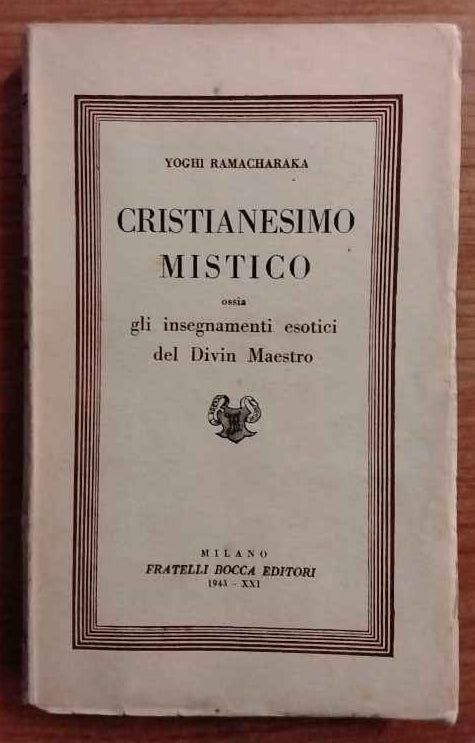 YOGHI RAMACHARAKA
CRISTIANESIMO
MISTICO
ossia
gli insegnamenti esotici
del Divin Maestro
MILANO
FRATELLI BOCCA EDITORI
1943 - XXI